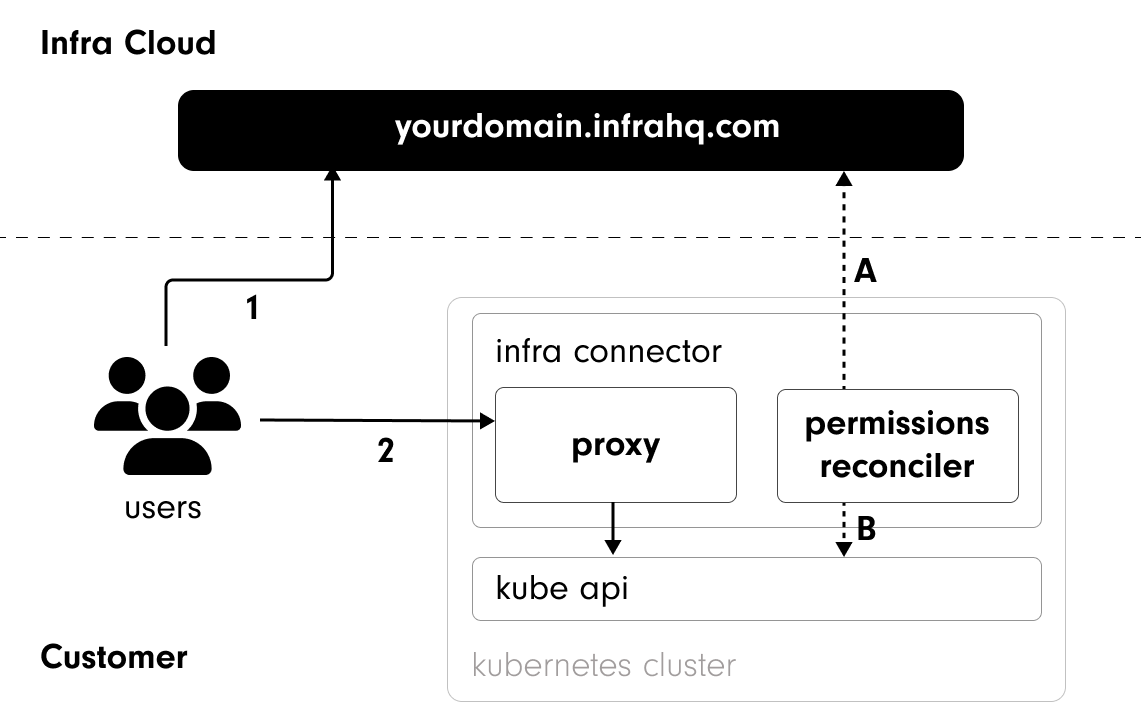 Infra Cloud
yourdomain.infrahq.com
A
1
infra connector
2
proxy
permissions
reconciler
users
B
kube api
Customer
kubernetes cluster